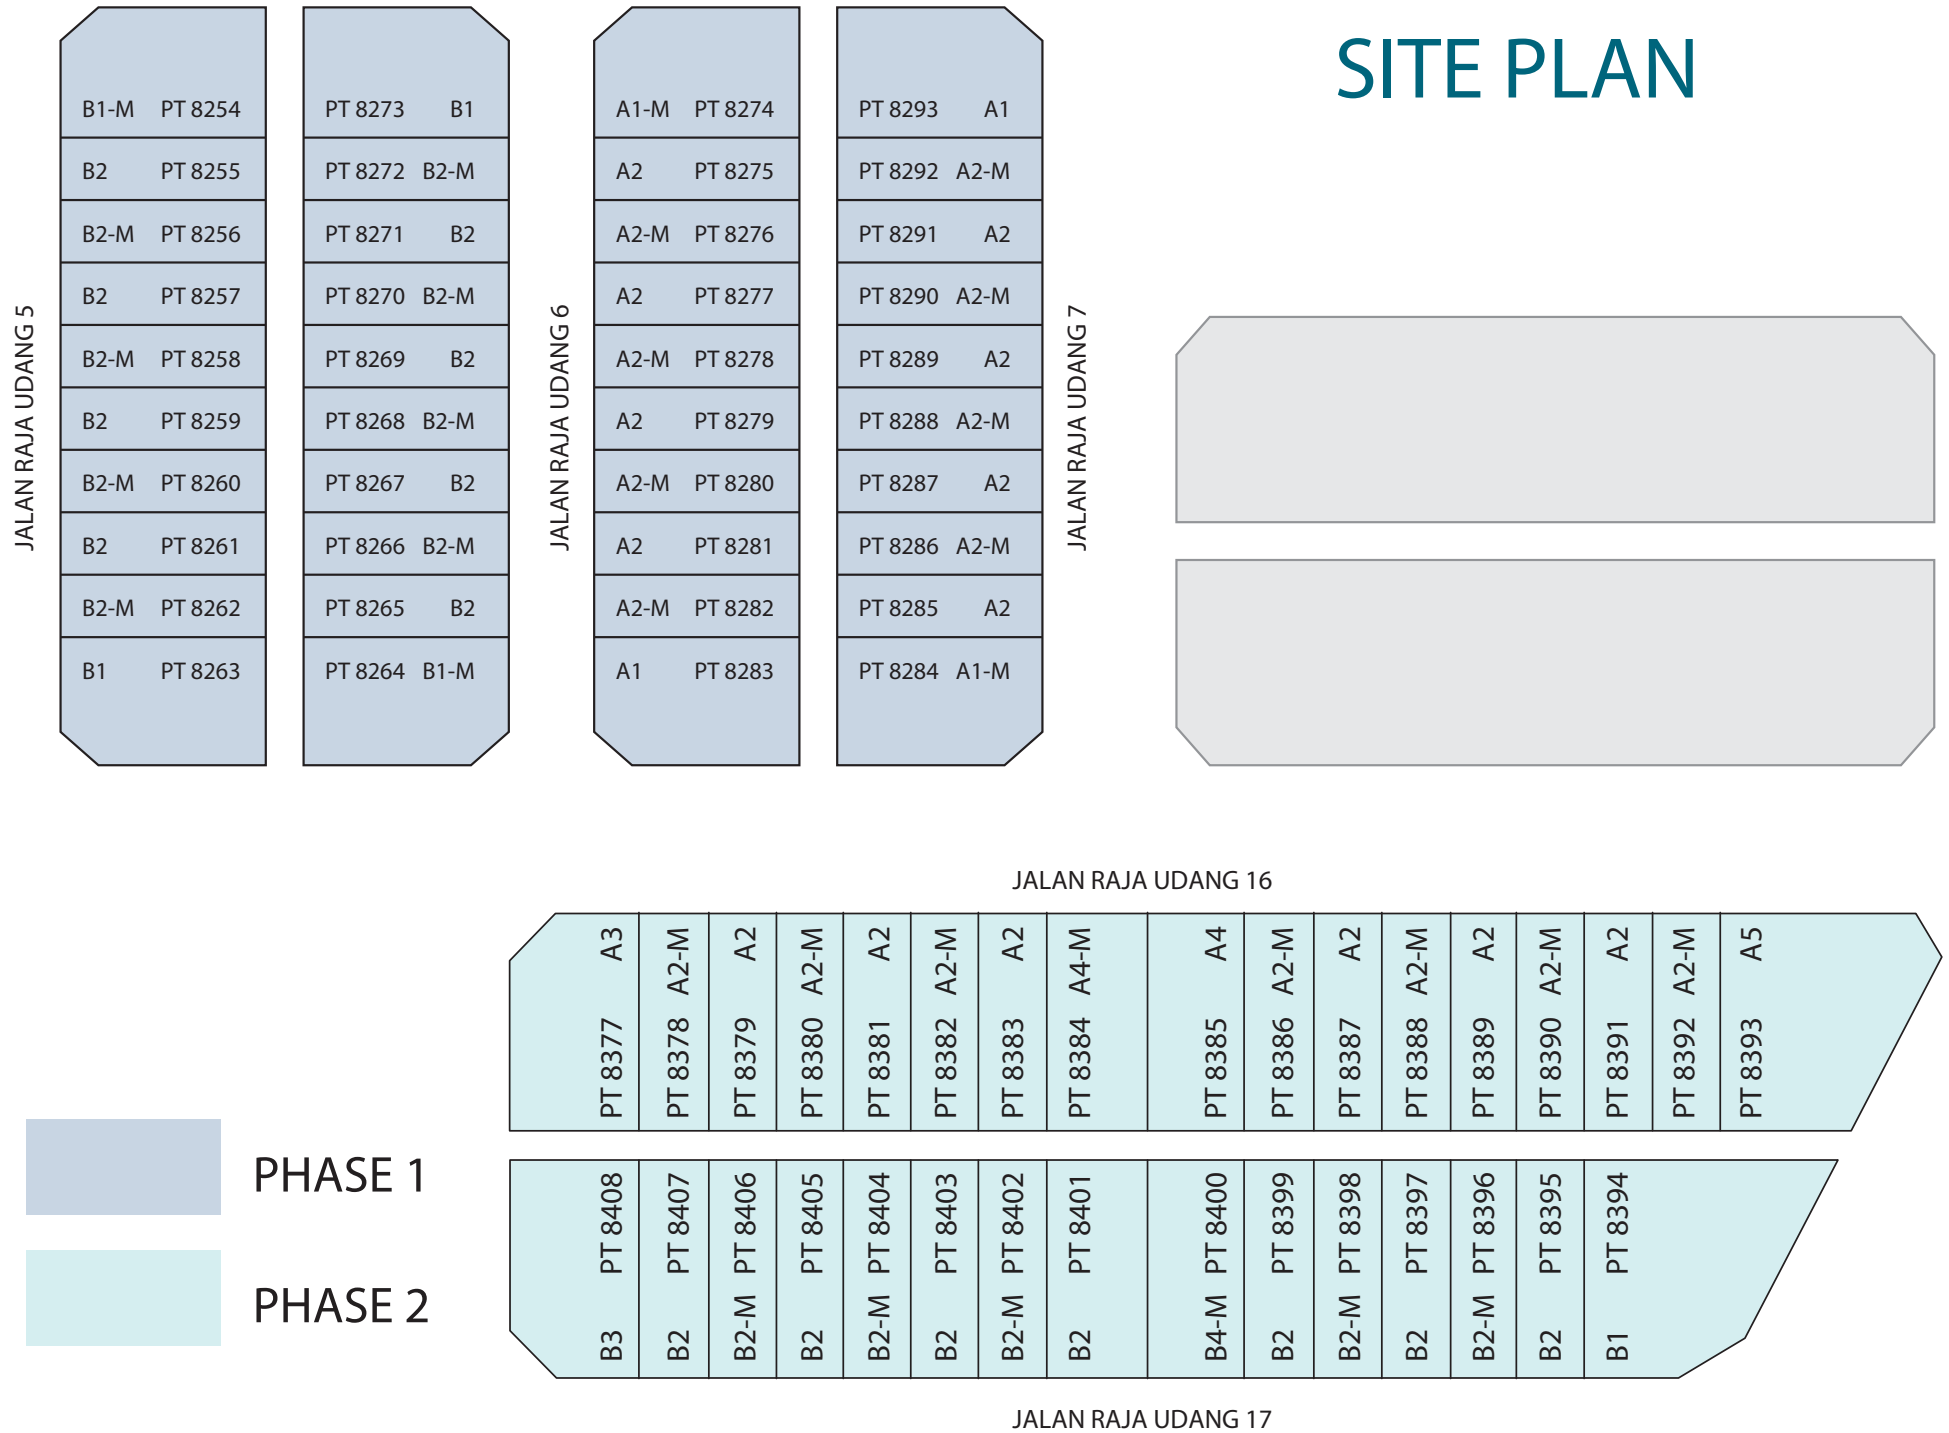 SITE PLAN
JALAN RAJA UDANG 5
B1-M PT 8254
B2 PT 8255
B2-M PT 8256
B2 PT 8257
B2-M PT 8258
B2 PT 8259
B2-M PT 8260
B2 PT 8261
B2-M PT 8262
B1 PT 8263
PT 8273 B1
PT 8272 B2-M
PT 8271 B2
PT 8270 B2-M
PT 8269 B2
PT 8268 B2-M
PT 8267 B2
PT 8266 B2-M
PT 8265 B2
PT 8264 B1-M
JALAN RAJA UDANG 6
A1-M PT 8274
A2 PT 8275
A2-M PT 8276
A2 PT 8277
A2-M PT 8278
A2 PT 8279
A2-M PT 8280
A2 PT 8281
A2-M PT 8282
A1 PT 8283
PT 8293 A1
PT 8292 A2-M
PT 8291 A2
PT 8290 A2-M
PT 8289 A2
PT 8288 A2-M
PT 8287 A2
PT 8286 A2-M
PT 8285 A2
PT 8284 A1-M
JALAN RAJA UDANG 7
JALAN RAJA UDANG 16
PT 8377 A3
PT 8378 A2-M
PT 8379 A2
PT 8380 A2-M
PT 8381 A2
PT 8382 A2-M
PT 8383 A2
PT 8384 A4-M
PT 8385 A4
PT 8386 A2-M
PT 8387 A2
PT 8388 A2-M
PT 8389 A2
PT 8390 A2-M
PT 8391 A2
PT 8392 A2-M
PT 8393 A5
B3 PT 8408
B2 PT 8407
B2-M PT 8406
B2 PT 8405
B2-M PT 8404
B2 PT 8403
B2-M PT 8402
B2 PT 8401
B4-M PT 8400
B2 PT 8399
B2-M PT 8398
B2 PT 8397
B2-M PT 8396
B2 PT 8395
B1 PT 8394
JALAN RAJA UDANG 17
PHASE 1
PHASE 2